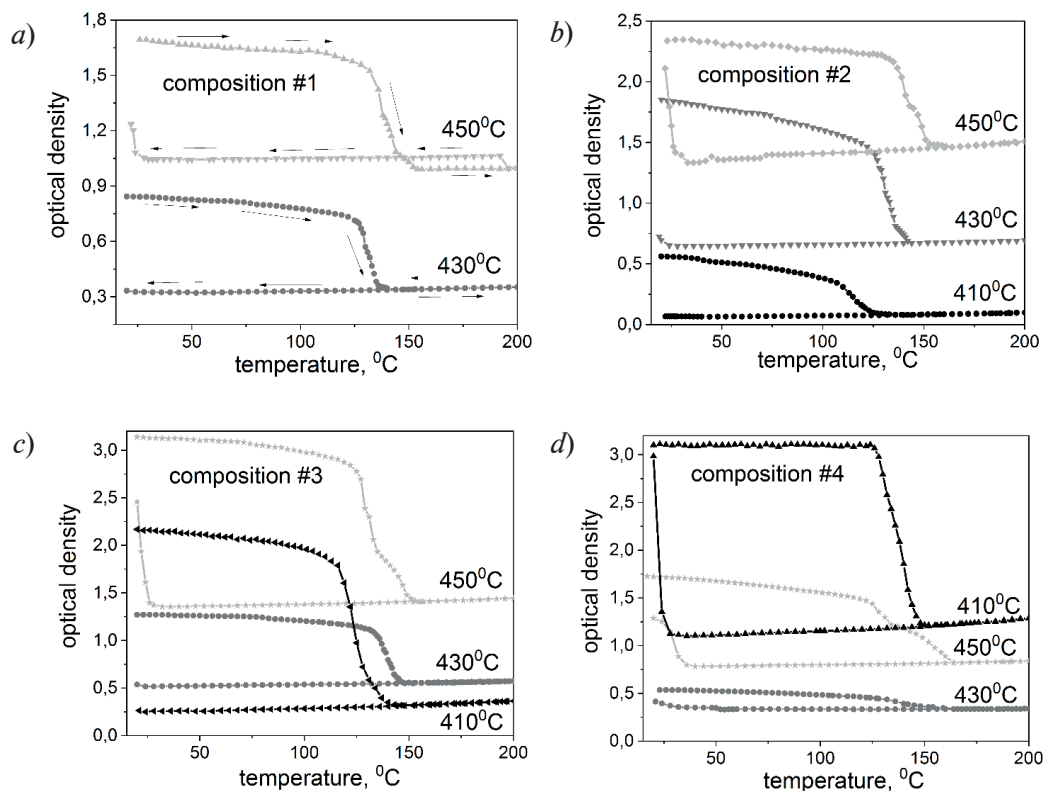 a)
1,8
1,5
1,2
0,9
0,6
0,3
optical density
composition #1
450⁰C
430⁰C
50
100
150
200
temperature, ⁰C
b)
2,5
2,0
1,5
1,0
0,5
0,0
optical density
composition #2
450⁰C
430⁰C
410⁰C
50
100
150
200
temperature, ⁰C
c)
3,0
2,5
2,0
1,5
1,0
0,5
0,0
optical density
composition #3
450⁰C
430⁰C
410⁰C
50
100
150
200
temperature, ⁰C
d)
3,0
2,5
2,0
1,5
1,0
0,5
0,0
optical density
composition #4
410⁰C
450⁰C
430⁰C
50
100
150
200
temperature, ⁰C